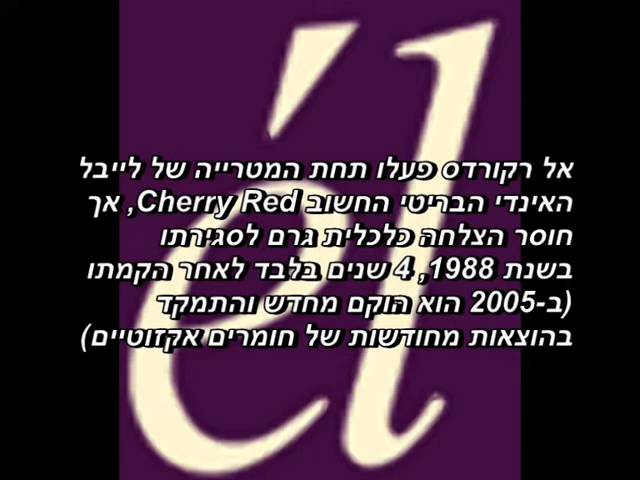 él
אל רקורדס פעלו תחת המטרייה של לייבל
האינדי הבריטי החשוב Cherry Red, אך
חוסר הצלחה כלכלית גרם לסגירתו
בשנת 1988, 4 שנים בלבד לאחר הקמתו
(ב-2005 הוא הוקם מחדש והתמקד
בהוצאות מחודשות של חומרים אקזוטיים)